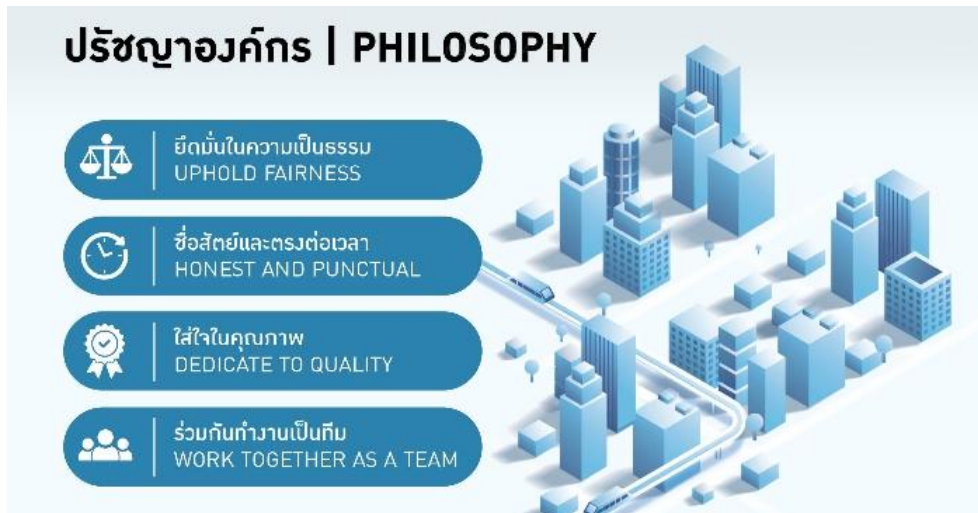 ปรัชญาองค์กร | PHILOSOPHY
ยึดมั่นในความเป็นธรรม
UPHOLD FAIRNESS
ซื่อสัตย์และตรงต่อเวลา
HONEST AND PUNCTUAL
ใส่ใจในคุณภาพ
DEDICATE TO QUALITY
ร่วมกันทำงานเป็นทีม
WORK TOGETHER AS A TEAM